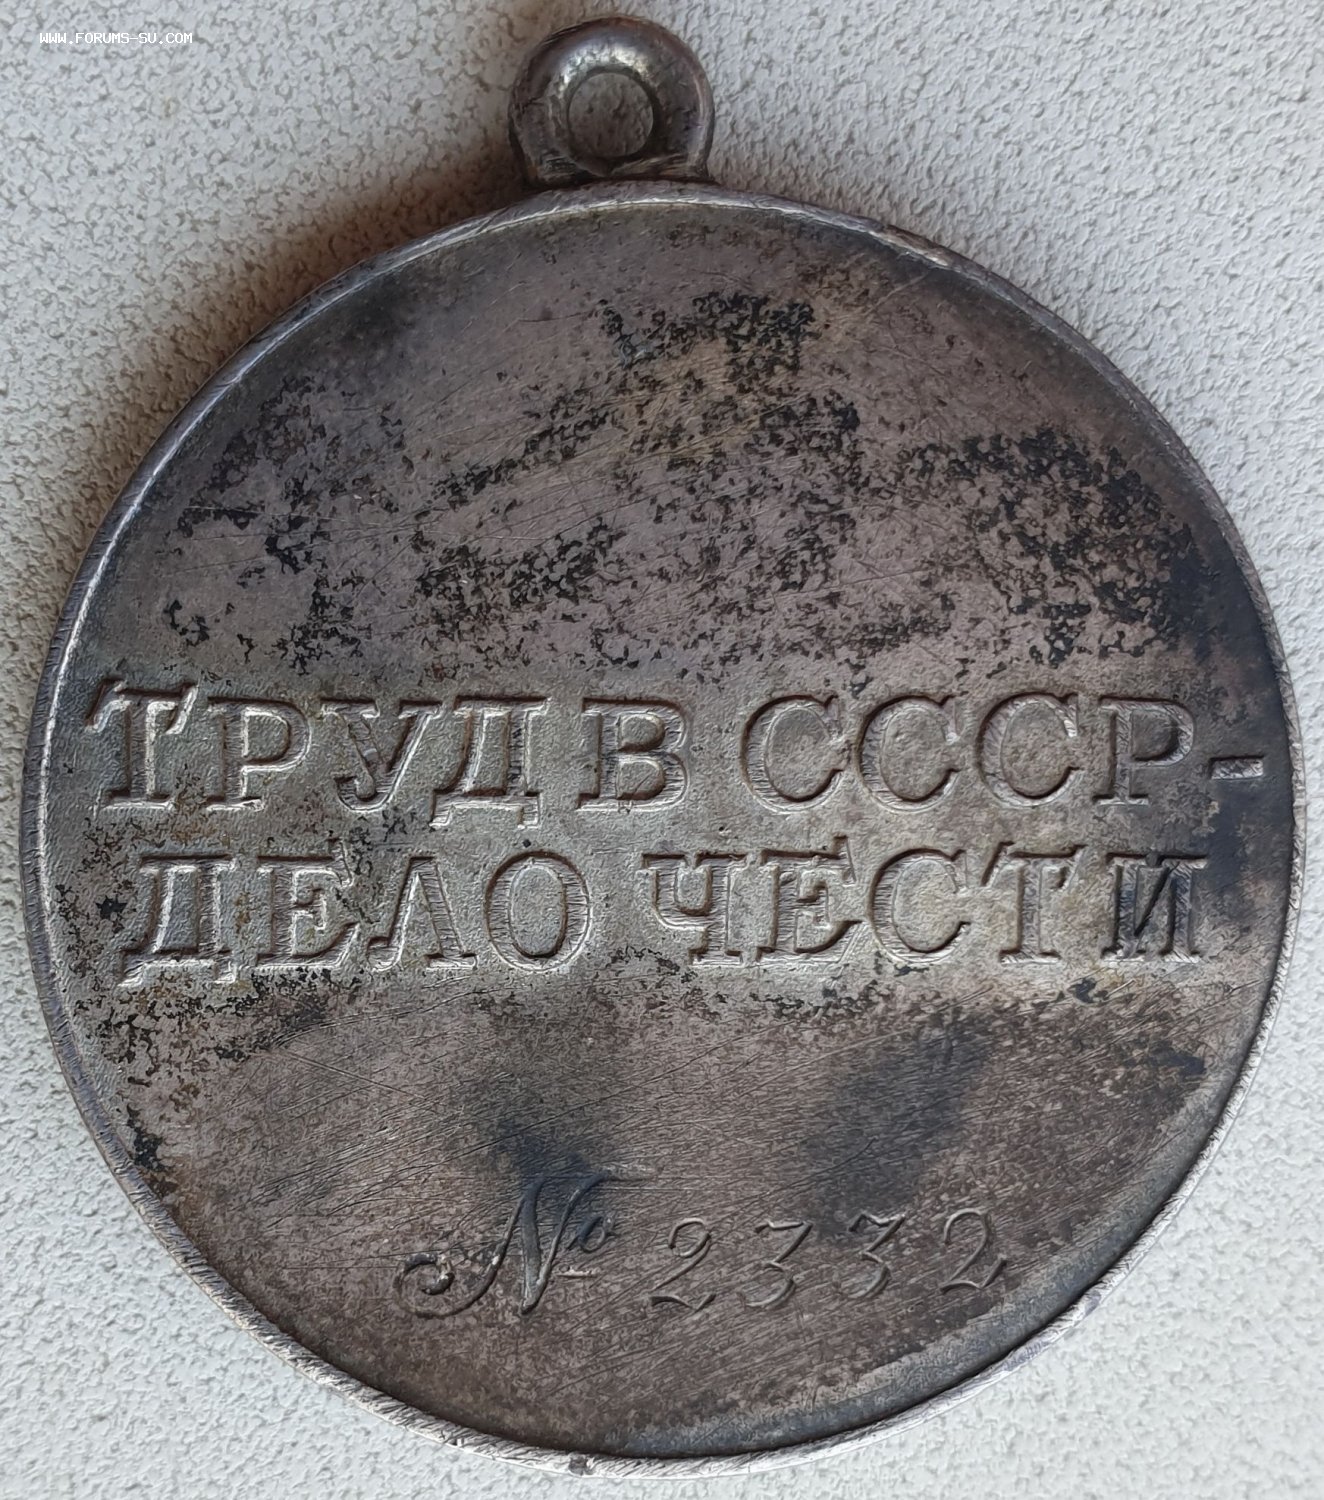 WWW.FORUMS-SU.COM
ТРУД В СССР-
ДЕЛО ЧЕСТИ
№ 2332